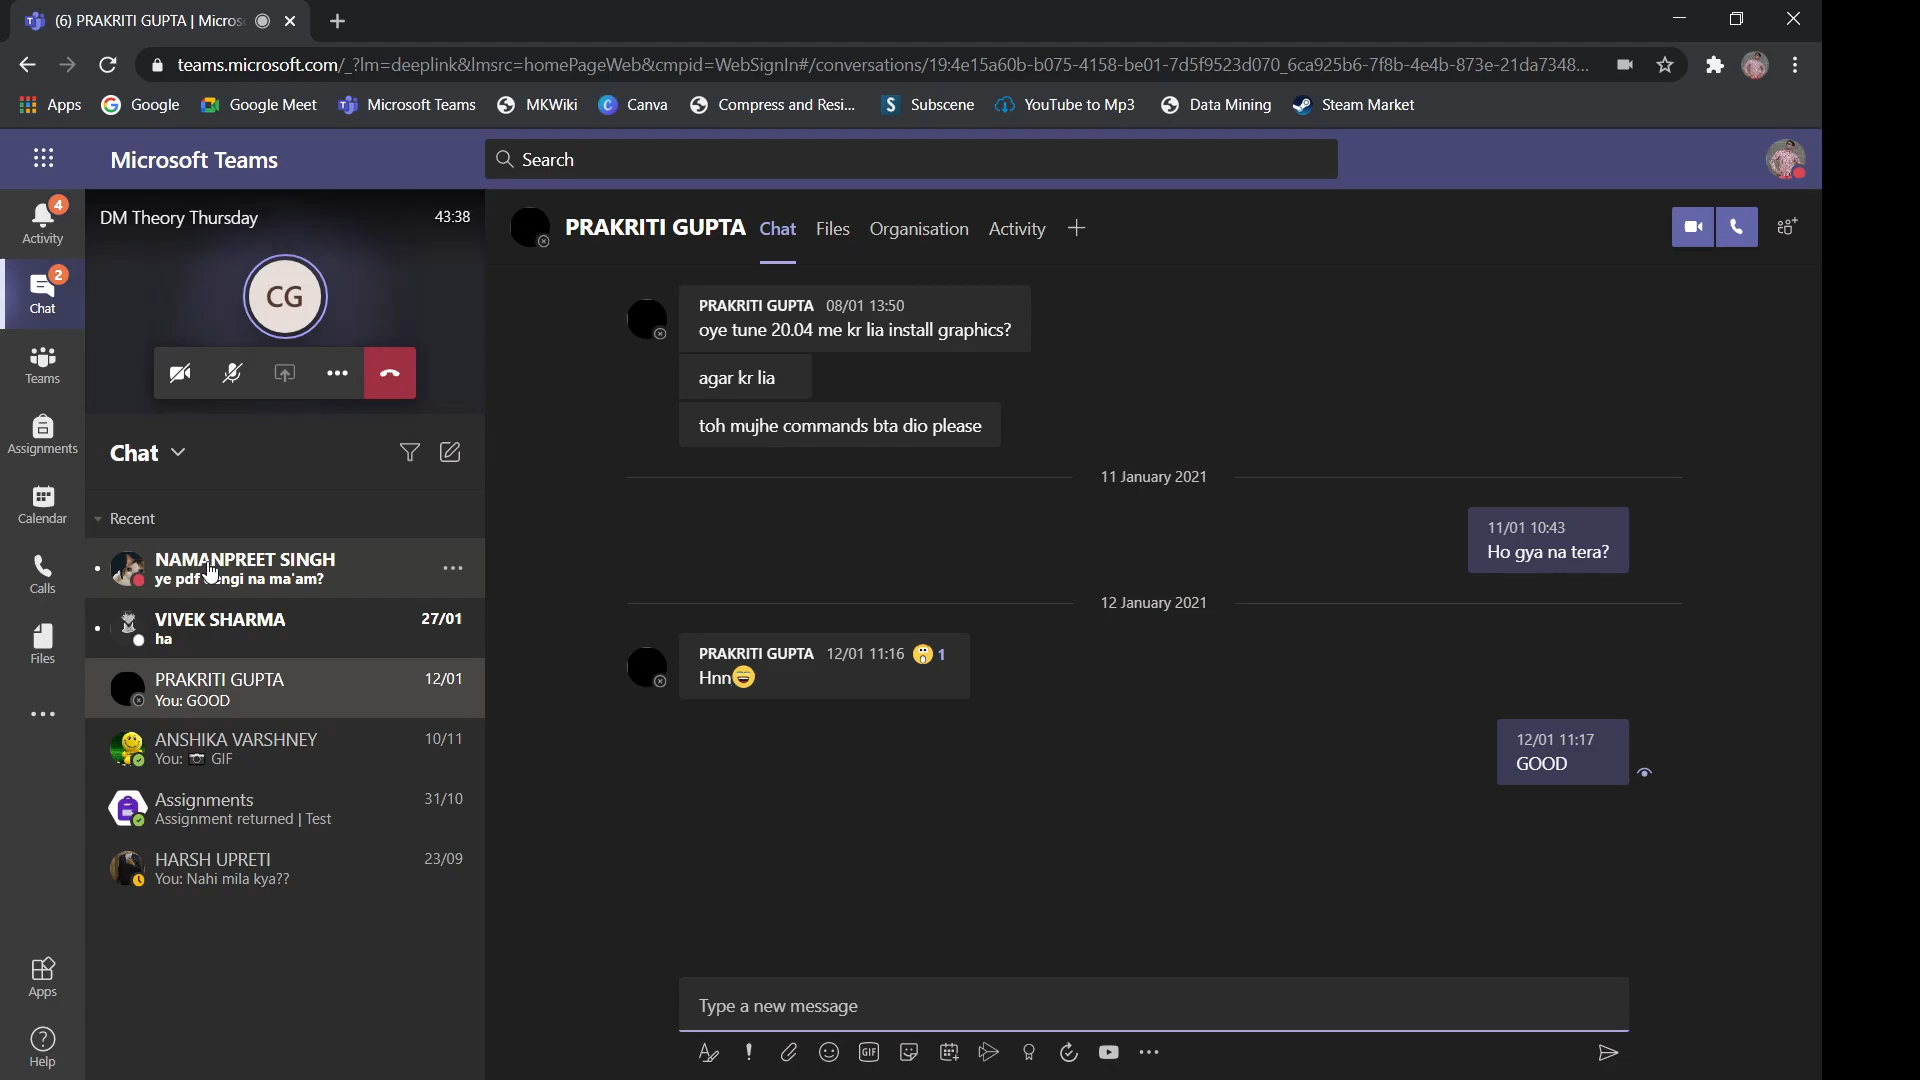 (6) PRAKRITI GUPTA | Micros
teams.microsoft.com/_?lm=deeplink&lmsrc=homePageWeb&cmpid=WebSignIn#/conversations/19:4e15a60b-b075-4158-be01-7d5f9523d070_6ca925b6-7f8b-4e4b-873e-21da7348...
Apps Google Google Meet Microsoft Teams MKWiki Canva Compress and Resi... Subscene YouTube to Mp3 Data Mining Steam Market
Microsoft Teams
Search
4
Activity
2
Chat
Teams
Assignments
Calendar
Calls
Files
Apps
Help
DM Theory Thursday 43:38
CG
Chat
Recent
NAMANPREET SINGH
ye pdf na ma'am?
VIVEK SHARMA 27/01
ha
PRAKRITI GUPTA 12/01
You: GOOD
ANSHIKA VARSHNEY 10/11
You: GIF
Assignments 31/10
Assignment returned | Test
HARSH UPRETI 23/09
You: Nahi mila kya??
PRAKRITI GUPTA Chat Files Organisation Activity
PRAKRITI GUPTA 08/01 13:50
oye tune 20.04 me kr lia install graphics?
agar kr lia
toh mujhe commands bta dio please
11 January 2021
11/01 10:43
Ho gya na tera?
12 January 2021
PRAKRITI GUPTA 12/01 11:16 😲 1
Hnn😄
12/01 11:17
GOOD
Type a new message
GIF